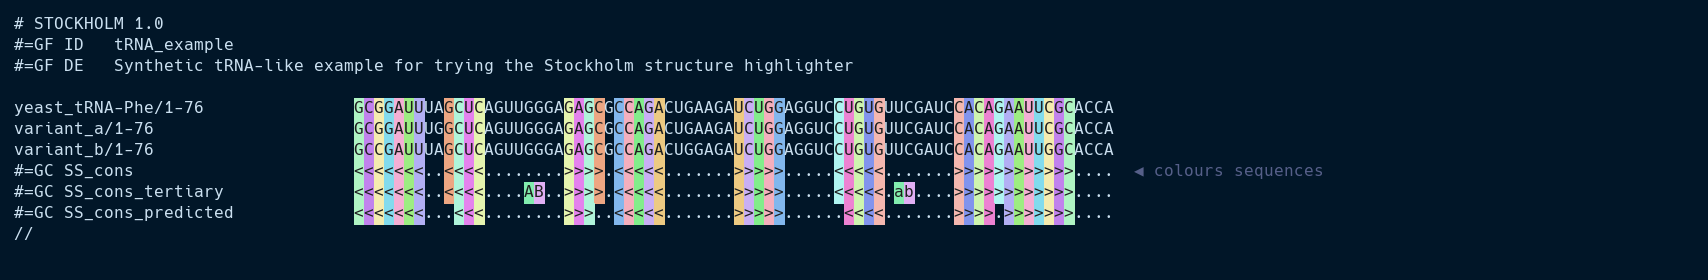 # STOCKHOLM 1.0
#=GF ID   tRNA_example
#=GF DE   Synthetic tRNA-like example for trying the Stockholm structure highlighter
yeast_tRNA-Phe/1-76               GCGGAUUUAGCUCAGUUGGGAGAGCGCCAGACUGAAGAUCUGGAGGUCCUGUGUUCGAUCCACAGAAUUCGCACCA
variant_a/1-76                    GCGGAUUUGGCUCAGUUGGGAGAGCGCCAGACUGAAGAUCUGGAGGUCCUGUGUUCGAUCCACAGAAUUCGCACCA
variant_b/1-76                    GCCGAUUUAGCUCAGUUGGGAGAGCGCCAGACUGGAGAUCUGGAGGUCCUGUGUUCGAUCCACAGAAUUGGCACCA
#=GC SS_cons                      <<<<<<<..<<<<........>>>>.<<<<<.......>>>>>.....<<<<<.......>>>>>>>>>>>>....  ◀ colours sequences
#=GC SS_cons_tertiary             <<<<<<<..<<<<....AB..>>>>.<<<<<.......>>>>>.....<<<<<.ab....>>>>>>>>>>>>....
#=GC SS_cons_predicted            <<<<<<<...<<<........>>>..<<<<<.......>>>>>......<<<<.......>>>>.>>>>>>>....
//